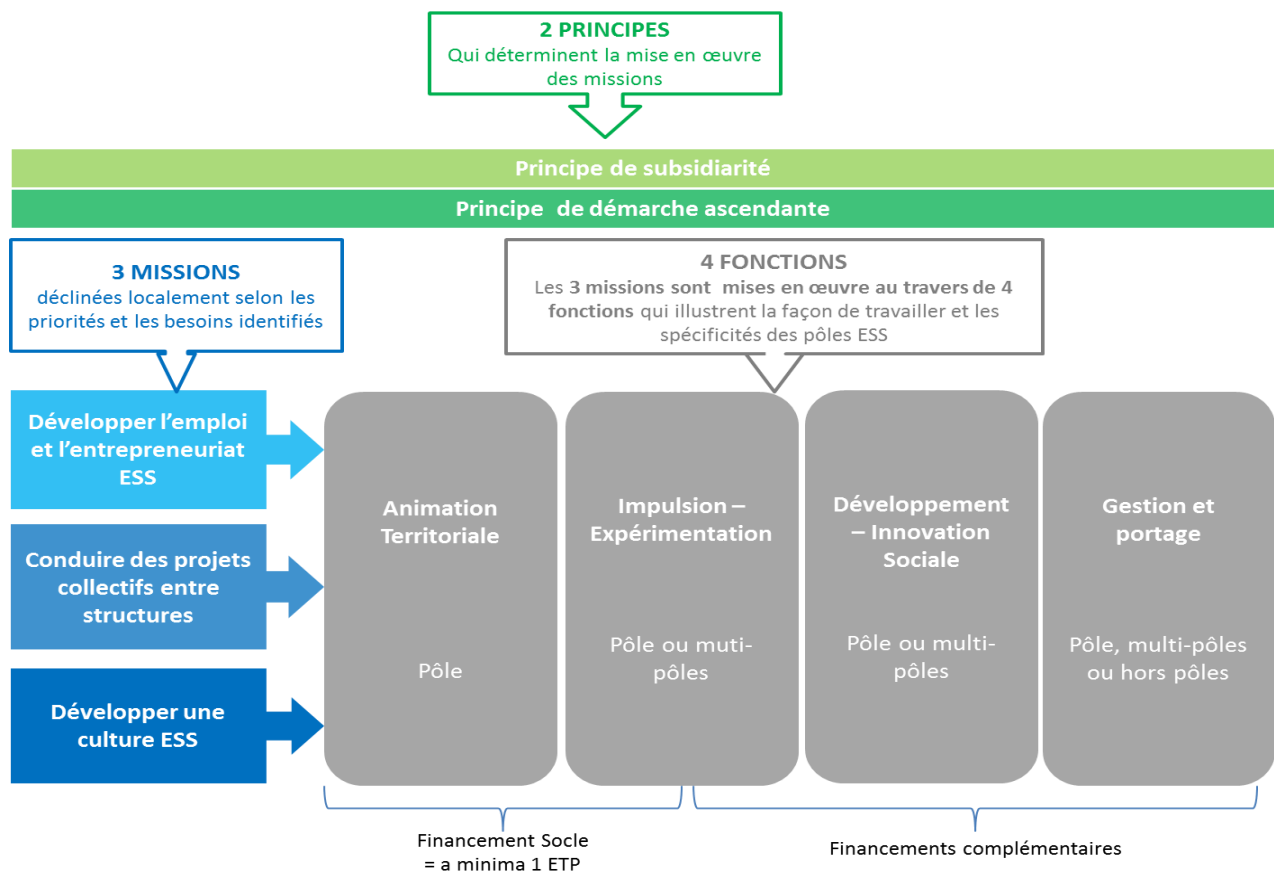 2 PRINCIPES
Qui déterminent la mise en œuvre
des missions
Principe de subsidiarité
Principe de démarche ascendante
3 MISSIONS
déclinées localement selon les
priorités et les besoins identifiés
4 FONCTIONS
Les 3 missions sont mises en œuvre au travers de 4
fonctions qui illustrent la façon de travailler et les
spécificités des pôles ESS
Développer l’emploi
et l’entrepreneuriat
ESS
Conduire des projets
collectifs entre
structures
Développer une
culture ESS
Animation
Territoriale
Pôle
Impulsion –
Expérimentation
Pôle ou muti-
pôles
Développement
– Innovation
Sociale
Pôle ou multi-
pôles
Gestion et
portage
Pôle, multi-pôles
ou hors pôles
Financement Socle
= a minima 1 ETP
Financements complémentaires